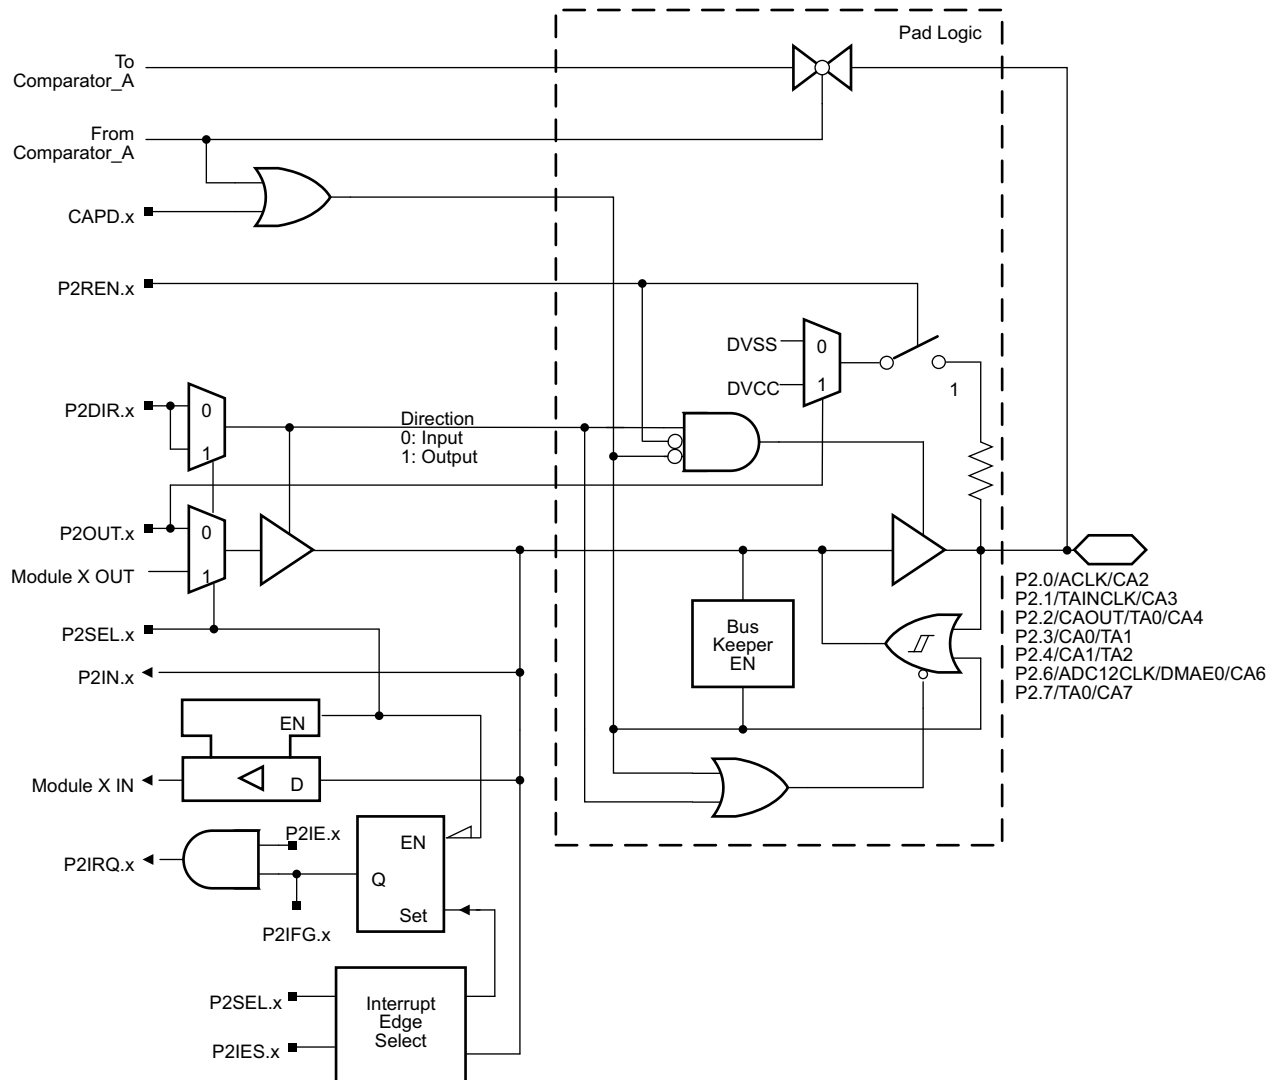 Pad Logic
To
Comparator_A
From
Comparator_A
CAPD.x
P2REN.x
DVSS
0
DVCC
1
1
P2DIR.x
0
1
Direction
0: Input
1: Output
P2OUT.x
0
Module X OUT
1
P2SEL.x
P2IN.x
Bus
Keeper
EN
P2.0/ACLK/CA2
P2.1/TAINCLK/CA3
P2.2/CAOUT/TA0/CA4
P2.3/CA0/TA1
P2.4/CA1/TA2
P2.6/ADC12CLK/DMAE0/CA6
P2.7/TA0/CA7
EN
Module X IN
D
P2IE.x
EN
P2IRQ.x
Q
Set
P2IFG.x
P2SEL.x
Interrupt
Edge
Select
P2IES.x